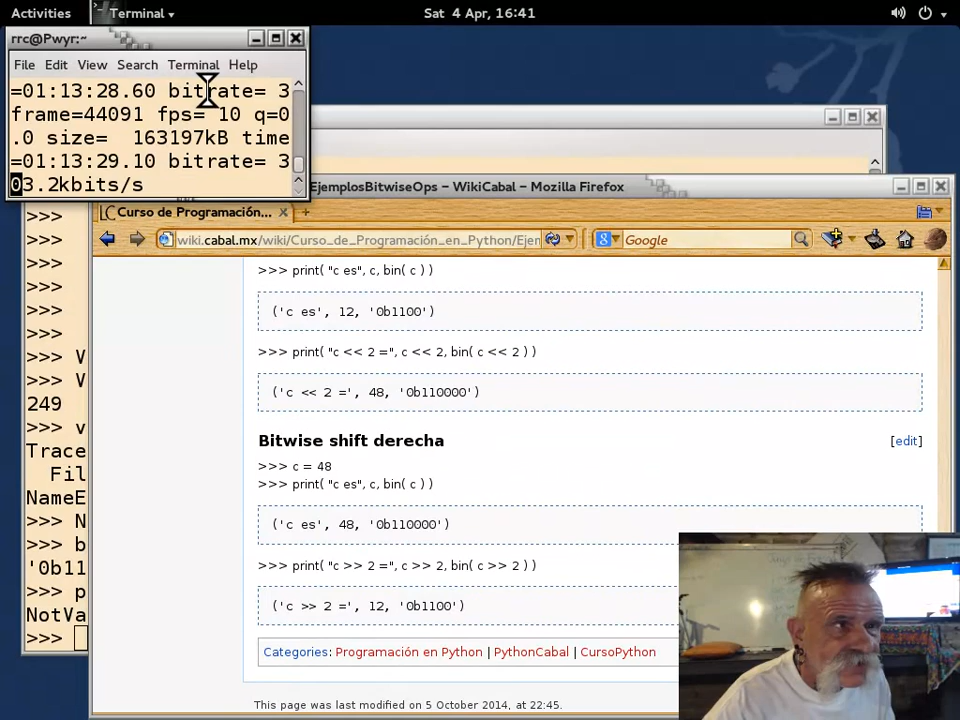 Activities
Terminal
Sat 4 Apr, 16:41
rrc@Pwyr:~
File Edit View Search Terminal Help
=01:13:28.60 bitrate= 3
frame=44091 fps= 10 q=0
.0 size=  163197kB time
=01:13:29.10 bitrate= 3
03.2kbits/s
>>>
>>>
>>>
>>>
>>>
>>>
>>> V
>>> V
249
>>> v
Trace
Fil
NameE
>>> N
>>> b
'0b11
>>> p
NotVa
>>>
EjemplosBitwiseOps - WikiCabal - Mozilla Firefox
Curso de Programación...
wiki.cabal.mx/wiki/Curso_de_Programación_en_Python/Ejen
Google
>>> print( "c es", c, bin( c ) )
('c es', 12, '0b1100')
>>> print( "c << 2 =", c << 2, bin( c << 2 ) )
('c << 2 =', 48, '0b110000')
Bitwise shift derecha
[edit]
>>> c = 48
>>> print( "c es", c, bin( c ) )
('c es', 48, '0b110000')
>>> print( "c >> 2 =", c >> 2, bin( c >> 2 ) )
('c >> 2 =', 12, '0b1100')
Categories: Programación en Python | PythonCabal | CursoPython
This page was last modified on 5 October 2014, at 22:45.